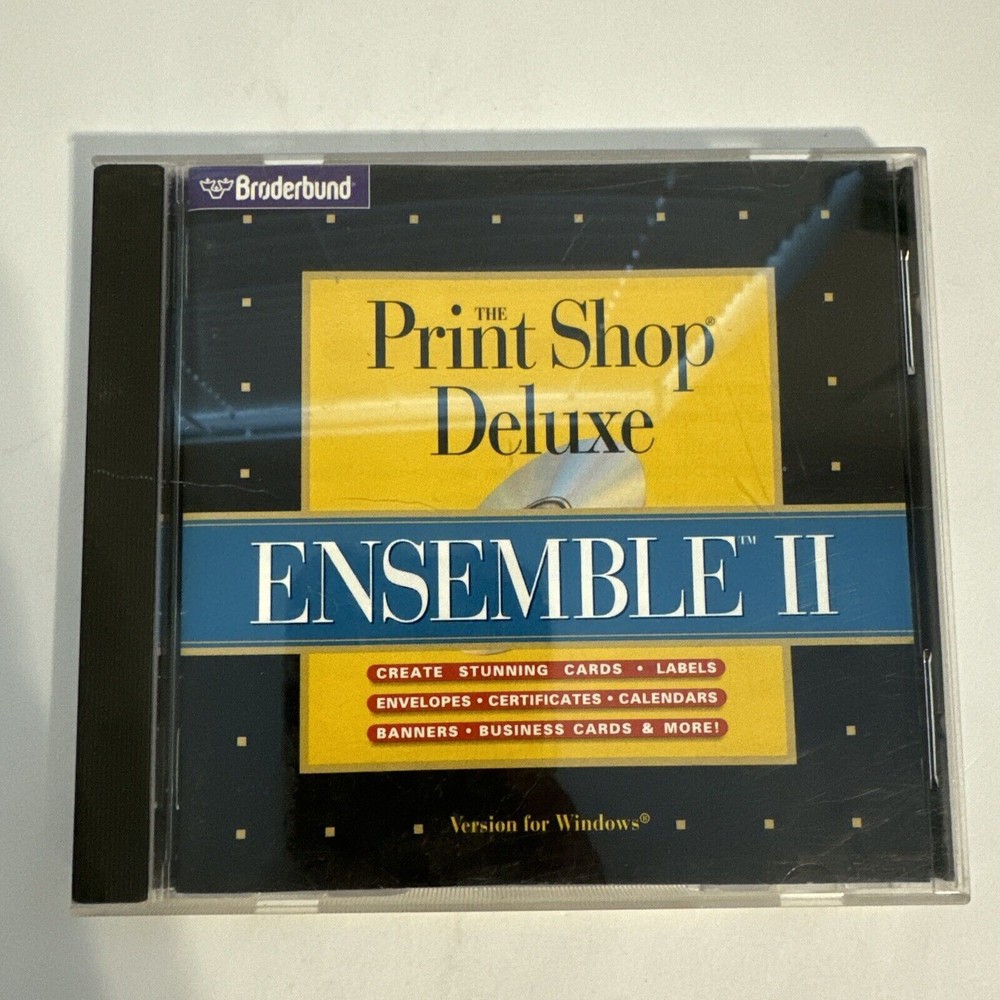 Brøderbund
THE
Print Shop®
Deluxe
ENSEMBLE™ II
CREATE STUNNING CARDS • LABELS
ENVELOPES • CERTIFICATES • CALENDARS
BANNERS • BUSINESS CARDS & MORE!
Version for Windows®